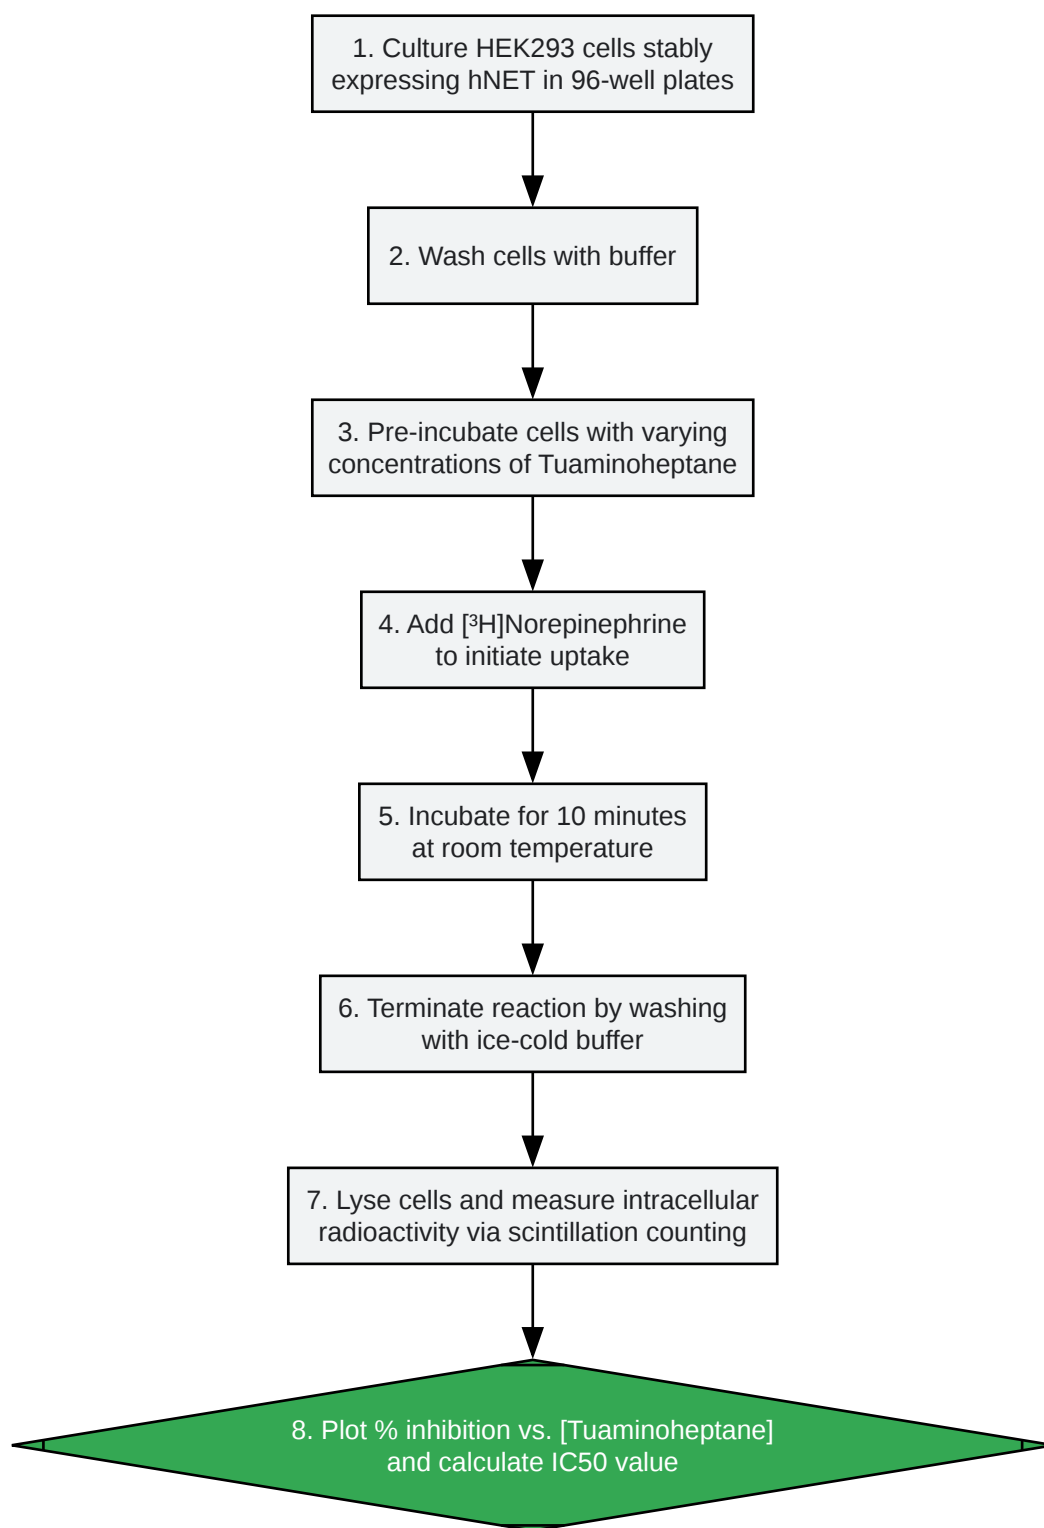 1. Culture HEK293 cells stably
expressing hNET in 96-well plates
2. Wash cells with buffer
3. Pre-incubate cells with varying
concentrations of Tuaminoheptane
4. Add [³H]Norepinephrine
to initiate uptake
5. Incubate for 10 minutes
at room temperature
6. Terminate reaction by washing
with ice-cold buffer
7. Lyse cells and measure intracellular
radioactivity via scintillation counting
8. Plot % inhibition vs. [Tuaminoheptane]
and calculate IC50 value